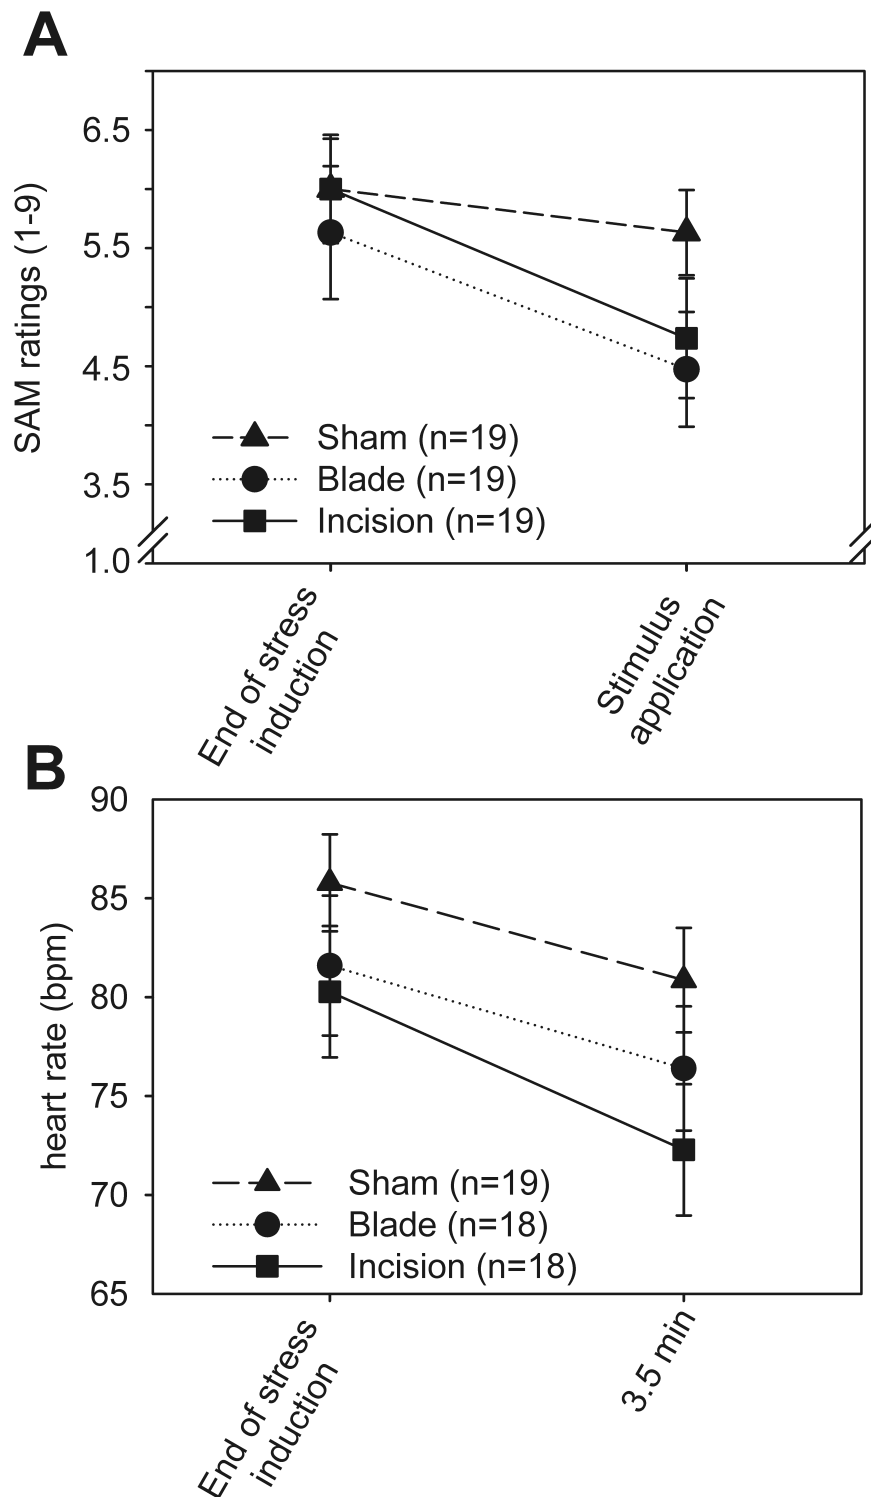 A
6.5
5.5
4.5
3.5
1.0
SAM ratings (1-9)
Sham (n=19)
Blade (n=19)
Incision (n=19)
End of stress
induction
Stimulus
application
B
90
85
80
75
70
65
heart rate (bpm)
Sham (n=19)
Blade (n=18)
Incision (n=18)
End of stress
induction
3.5 min